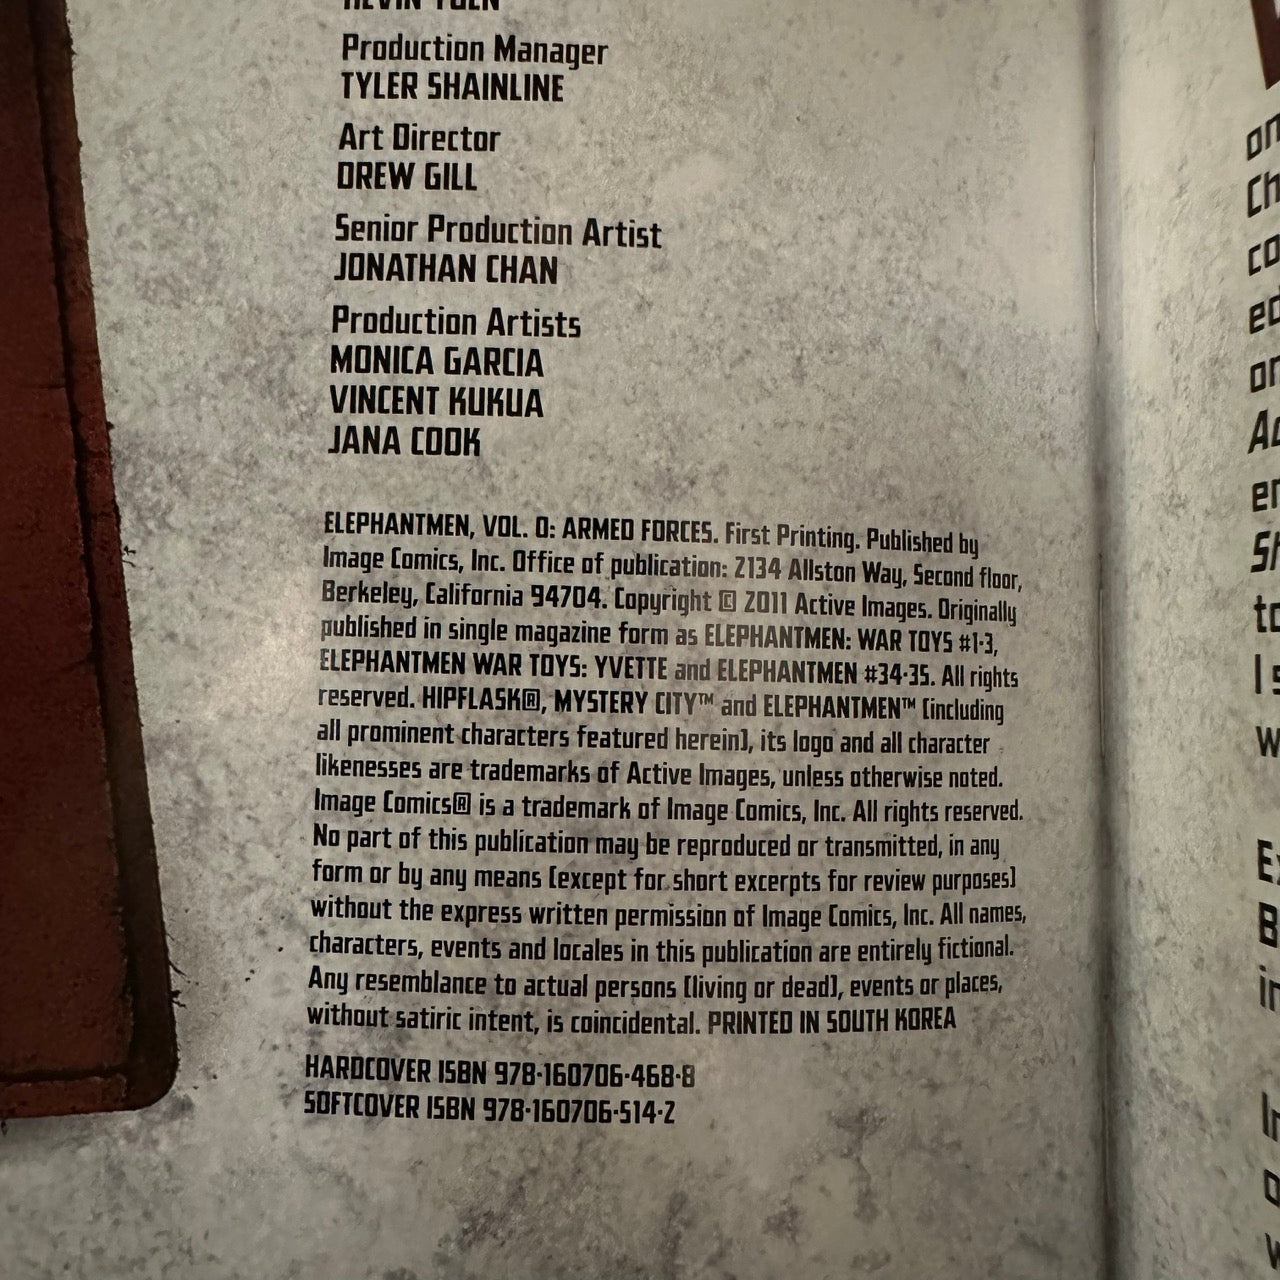 KEVIN YUEN
Production Manager
TYLER SHAINLINE
Art Director
DREW GILL
Senior Production Artist
JONATHAN CHAN
Production Artists
MONICA GARCIA
VINCENT KUKUA
JANA COOK
ELEPHANTMEN, VOL. 0: ARMED FORCES. First Printing. Published by
Image Comics, Inc. Office of publication: 2134 Allston Way, Second floor,
Berkeley, California 94704. Copyright © 2011 Active Images. Originally
published in single magazine form as ELEPHANTMEN: WAR TOYS #1-3,
ELEPHANTMEN WAR TOYS: YVETTE and ELEPHANTMEN #34-35. All rights
reserved. HIPFLASK®, MYSTERY CITY™ and ELEPHANTMEN™ (including
all prominent characters featured herein), its logo and all character
likenesses are trademarks of Active Images, unless otherwise noted.
Image Comics® is a trademark of Image Comics, Inc. All rights reserved.
No part of this publication may be reproduced or transmitted, in any
form or by any means (except for short excerpts for review purposes)
without the express written permission of Image Comics, Inc. All names,
characters, events and locales in this publication are entirely fictional.
Any resemblance to actual persons (living or dead), events or places,
without satiric intent, is coincidental. PRINTED IN SOUTH KOREA
HARDCOVER ISBN 978-160706-468-8
SOFTCOVER ISBN 978-160706-514-2